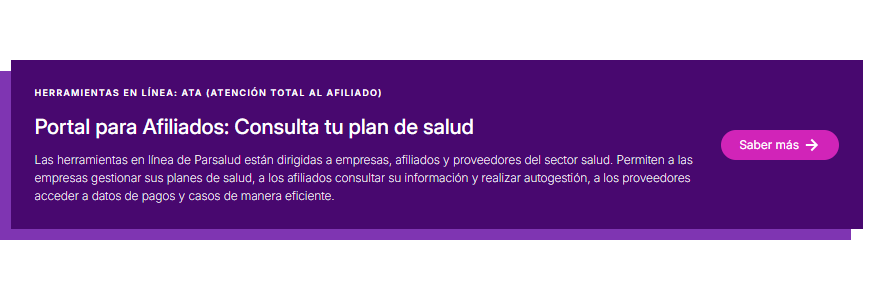 HERRAMIENTAS EN LÍNEA: ATA (ATENCIÓN TOTAL AL AFILIADO)
Portal para Afiliados: Consulta tu plan de salud
Las herramientas en línea de Parsalud están dirigidas a empresas, afiliados y proveedores del sector salud. Permiten a las
empresas gestionar sus planes de salud, a los afiliados consultar su información y realizar autogestión, a los proveedores
acceder a datos de pagos y casos de manera eficiente.
Saber más →